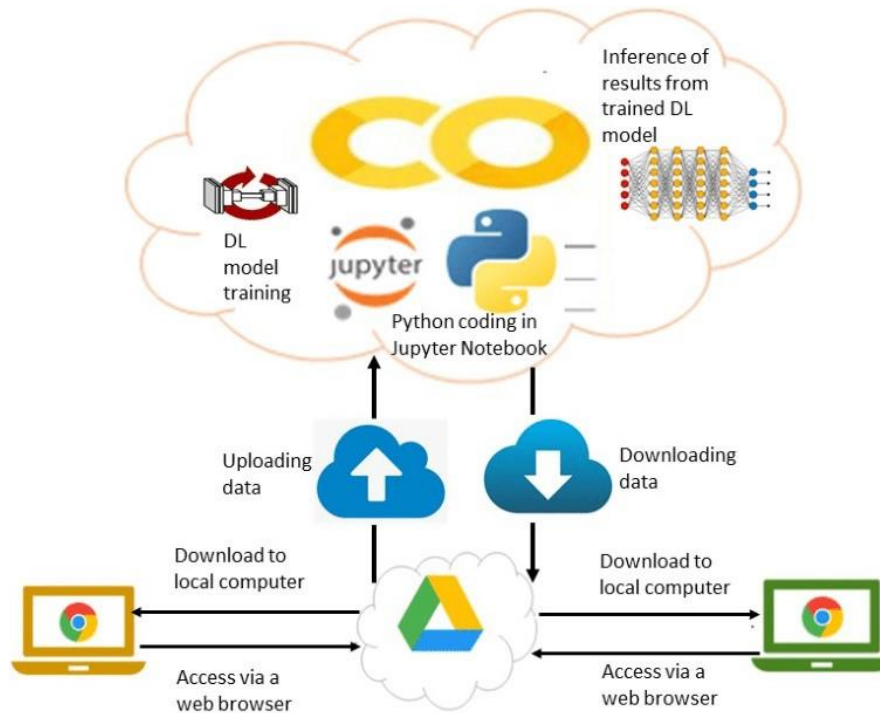 Inference of
results from
trained DL
model
DL
model
training
jupyter
Python coding in
Jupyter Notebook
Uploading
data
Downloading
data
Download to
local computer
Access via a
web browser
Download to
local computer
Access via a
web browser